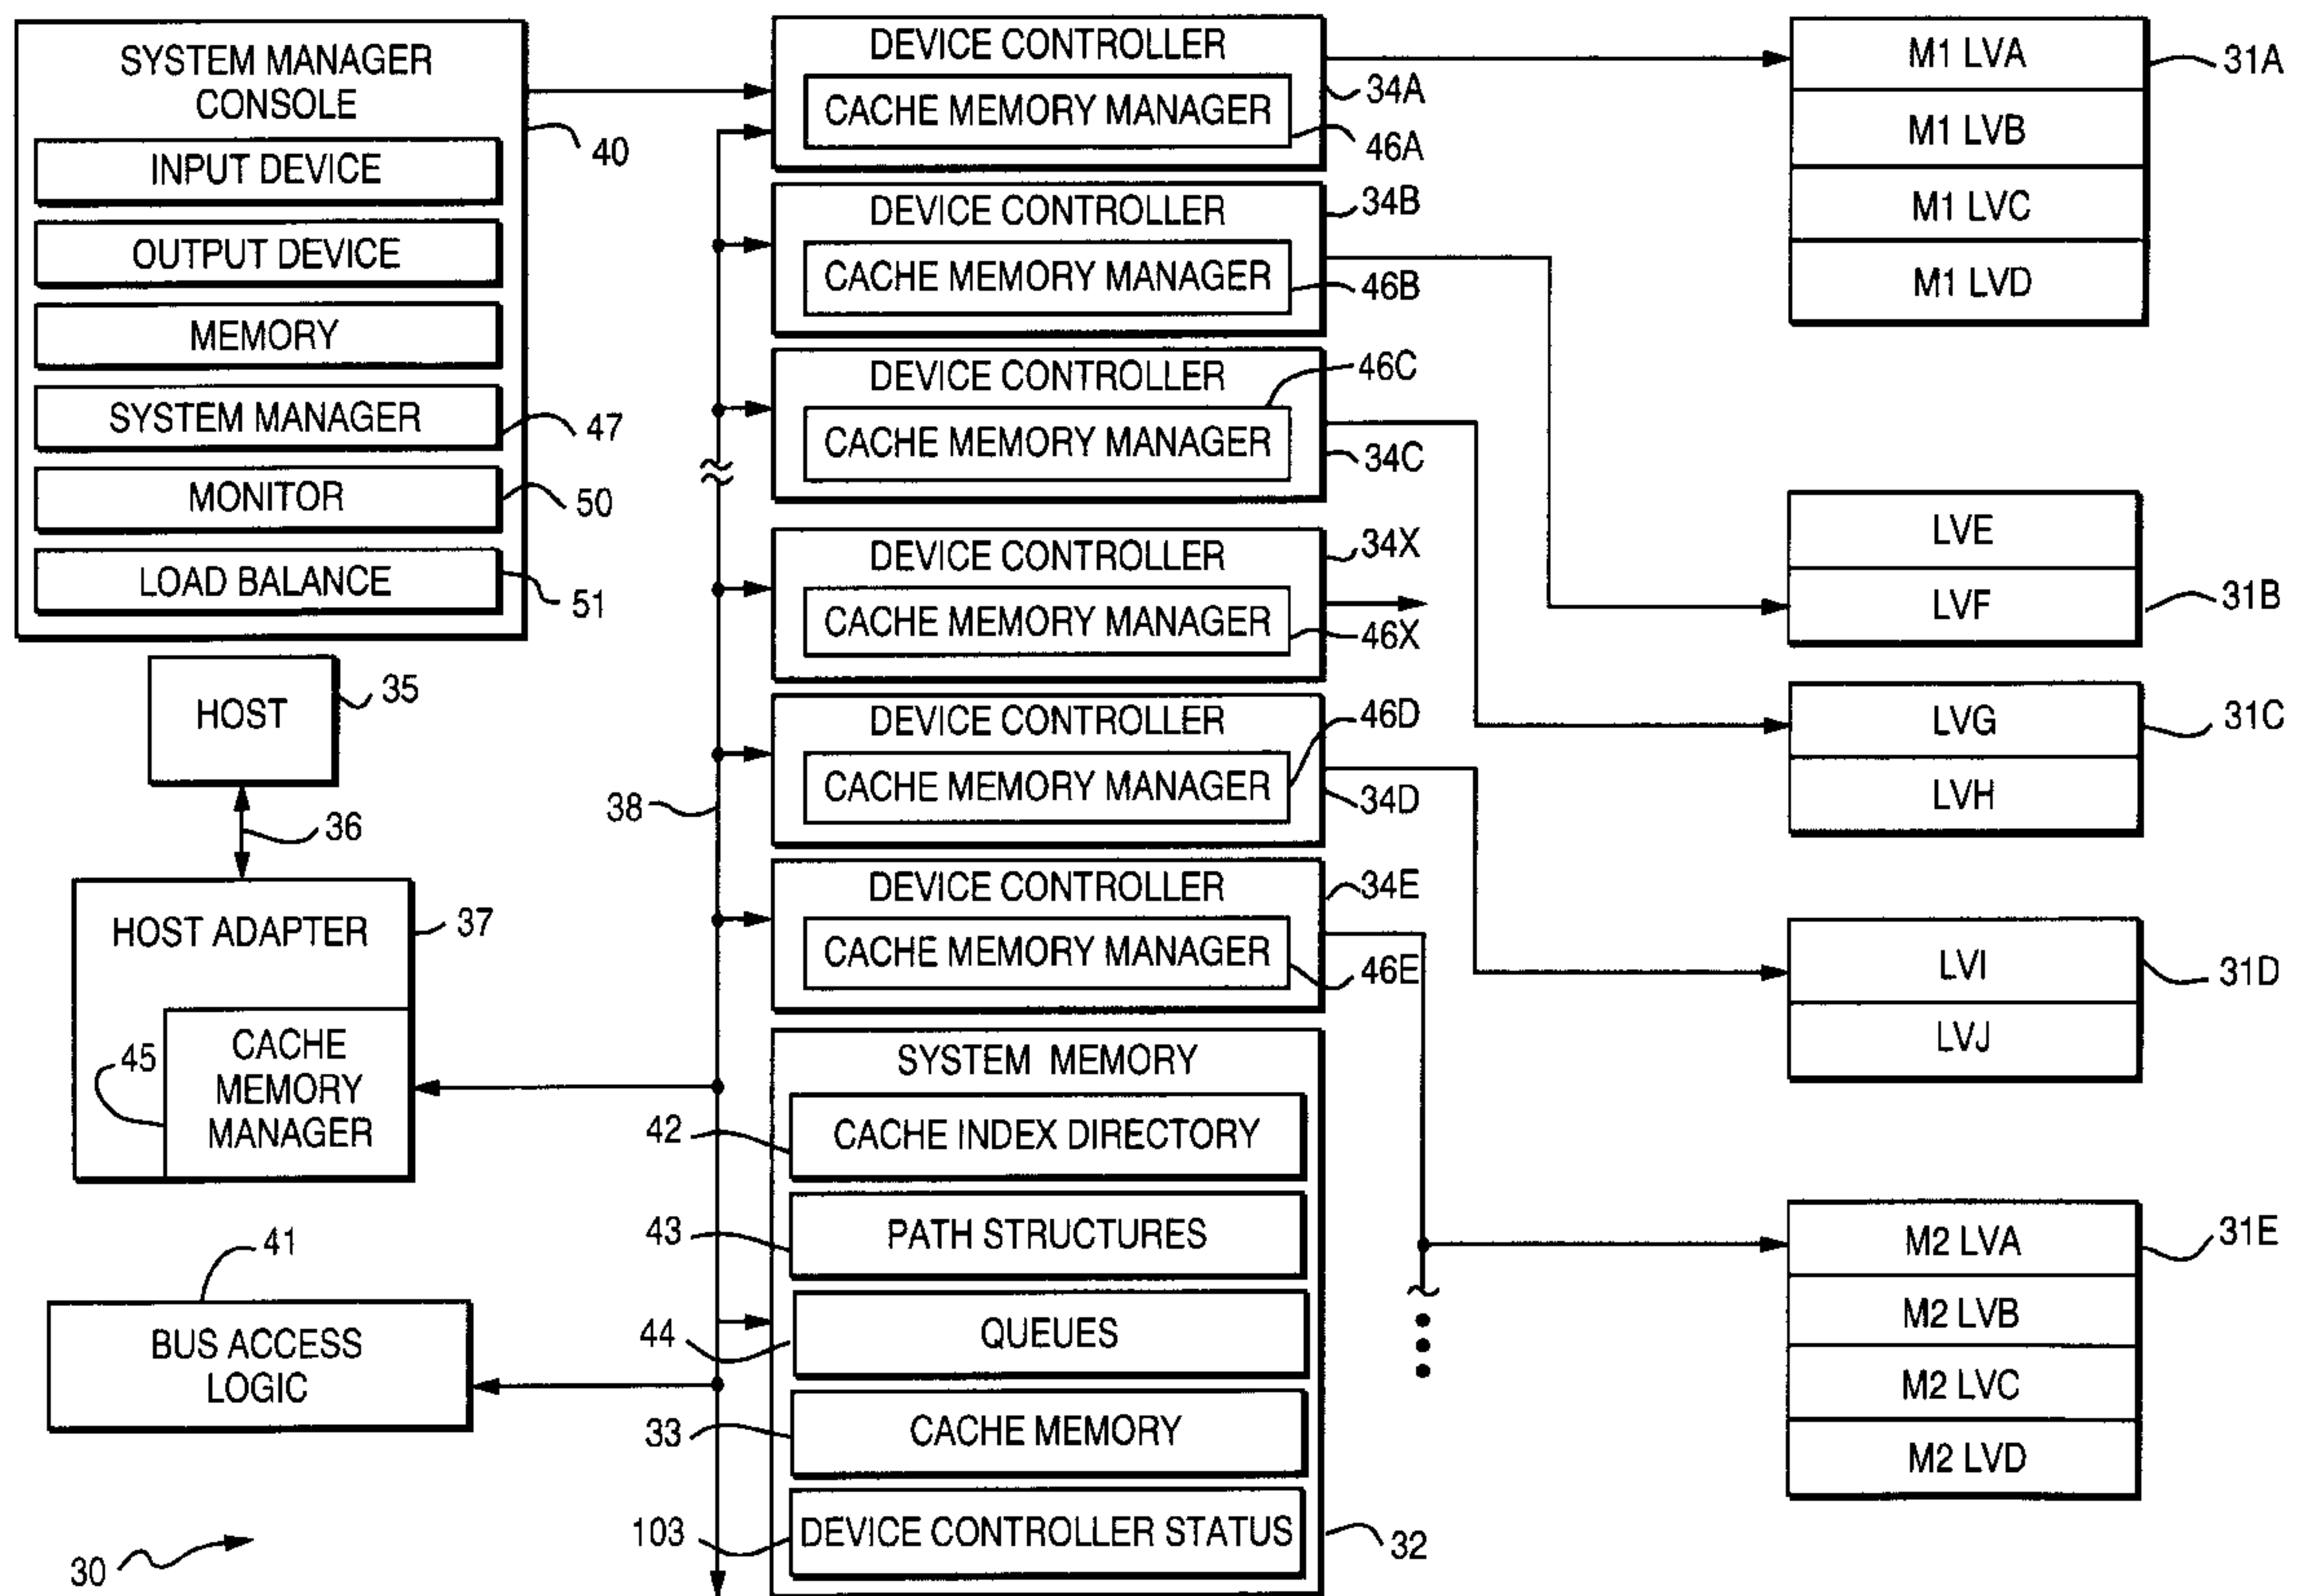 SYSTEM MANAGER
CONSOLE
40
INPUT DEVICE
OUTPUT DEVICE
MEMORY
SYSTEM MANAGER
47
MONITOR
50
LOAD BALANCE
51
HOST
35
36
HOST ADAPTER
37
45
CACHE
MEMORY
MANAGER
41
BUS ACCESS
LOGIC
30
38
DEVICE CONTROLLER
34A
CACHE MEMORY MANAGER
46A
DEVICE CONTROLLER
34B
CACHE MEMORY MANAGER
46B
DEVICE CONTROLLER
46C
CACHE MEMORY MANAGER
34C
DEVICE CONTROLLER
34X
CACHE MEMORY MANAGER
46X
DEVICE CONTROLLER
46D
CACHE MEMORY MANAGER
34D
DEVICE CONTROLLER
34E
CACHE MEMORY MANAGER
46E
SYSTEM MEMORY
42
CACHE INDEX DIRECTORY
43
PATH STRUCTURES
44
QUEUES
33
CACHE MEMORY
103
DEVICE CONTROLLER STATUS
32
M1 LVA
31A
M1 LVB
M1 LVC
M1 LVD
LVE
LVF
31B
LVG
31C
LVH
LVI
31D
LVJ
M2 LVA
31E
M2 LVB
M2 LVC
M2 LVD